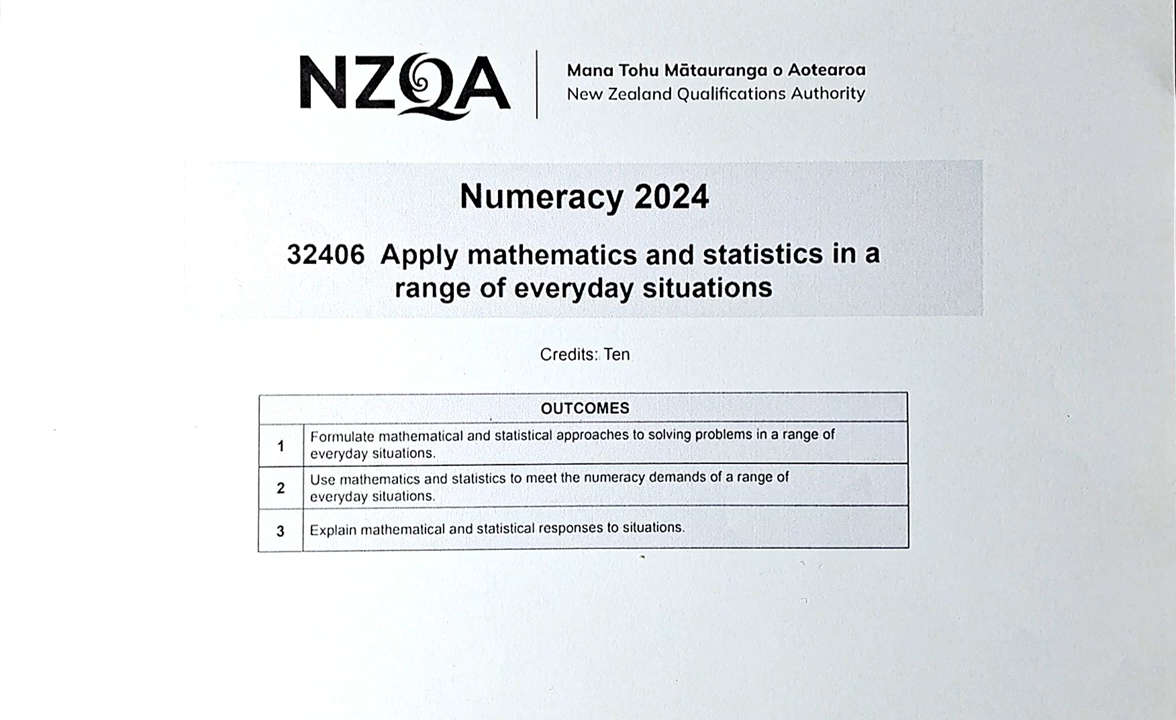 NZQA
Mana Tohu Mātauranga o Aotearoa
New Zealand Qualifications Authority
Numeracy 2024
32406 Apply mathematics and statistics in a
range of everyday situations
Credits: Ten
OUTCOMES
1
Formulate mathematical and statistical approaches to solving problems in a range of
everyday situations.
2
Use mathematics and statistics to meet the numeracy demands of a range of
everyday situations.
3
Explain mathematical and statistical responses to situations.